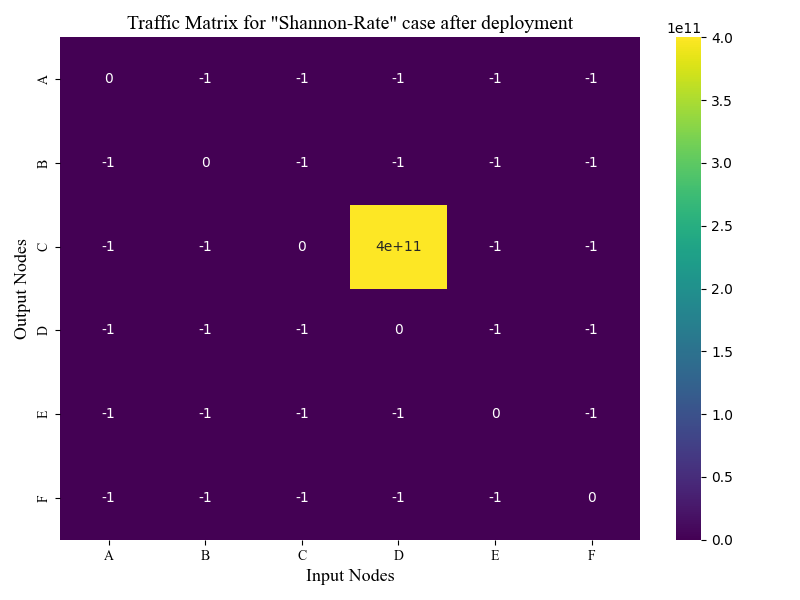 Traffic Matrix for "Shannon-Rate" case after deployment
1e11
A 0 -1 -1 -1 -1 -1
B -1 0 -1 -1 -1 -1
C -1 -1 0 4e+11 -1 -1
D -1 -1 -1 0 -1 -1
E -1 -1 -1 -1 0 -1
F -1 -1 -1 -1 -1 0
A B C D E F
Output Nodes
Input Nodes
4.0
3.5
3.0
2.5
2.0
1.5
1.0
0.5
0.0